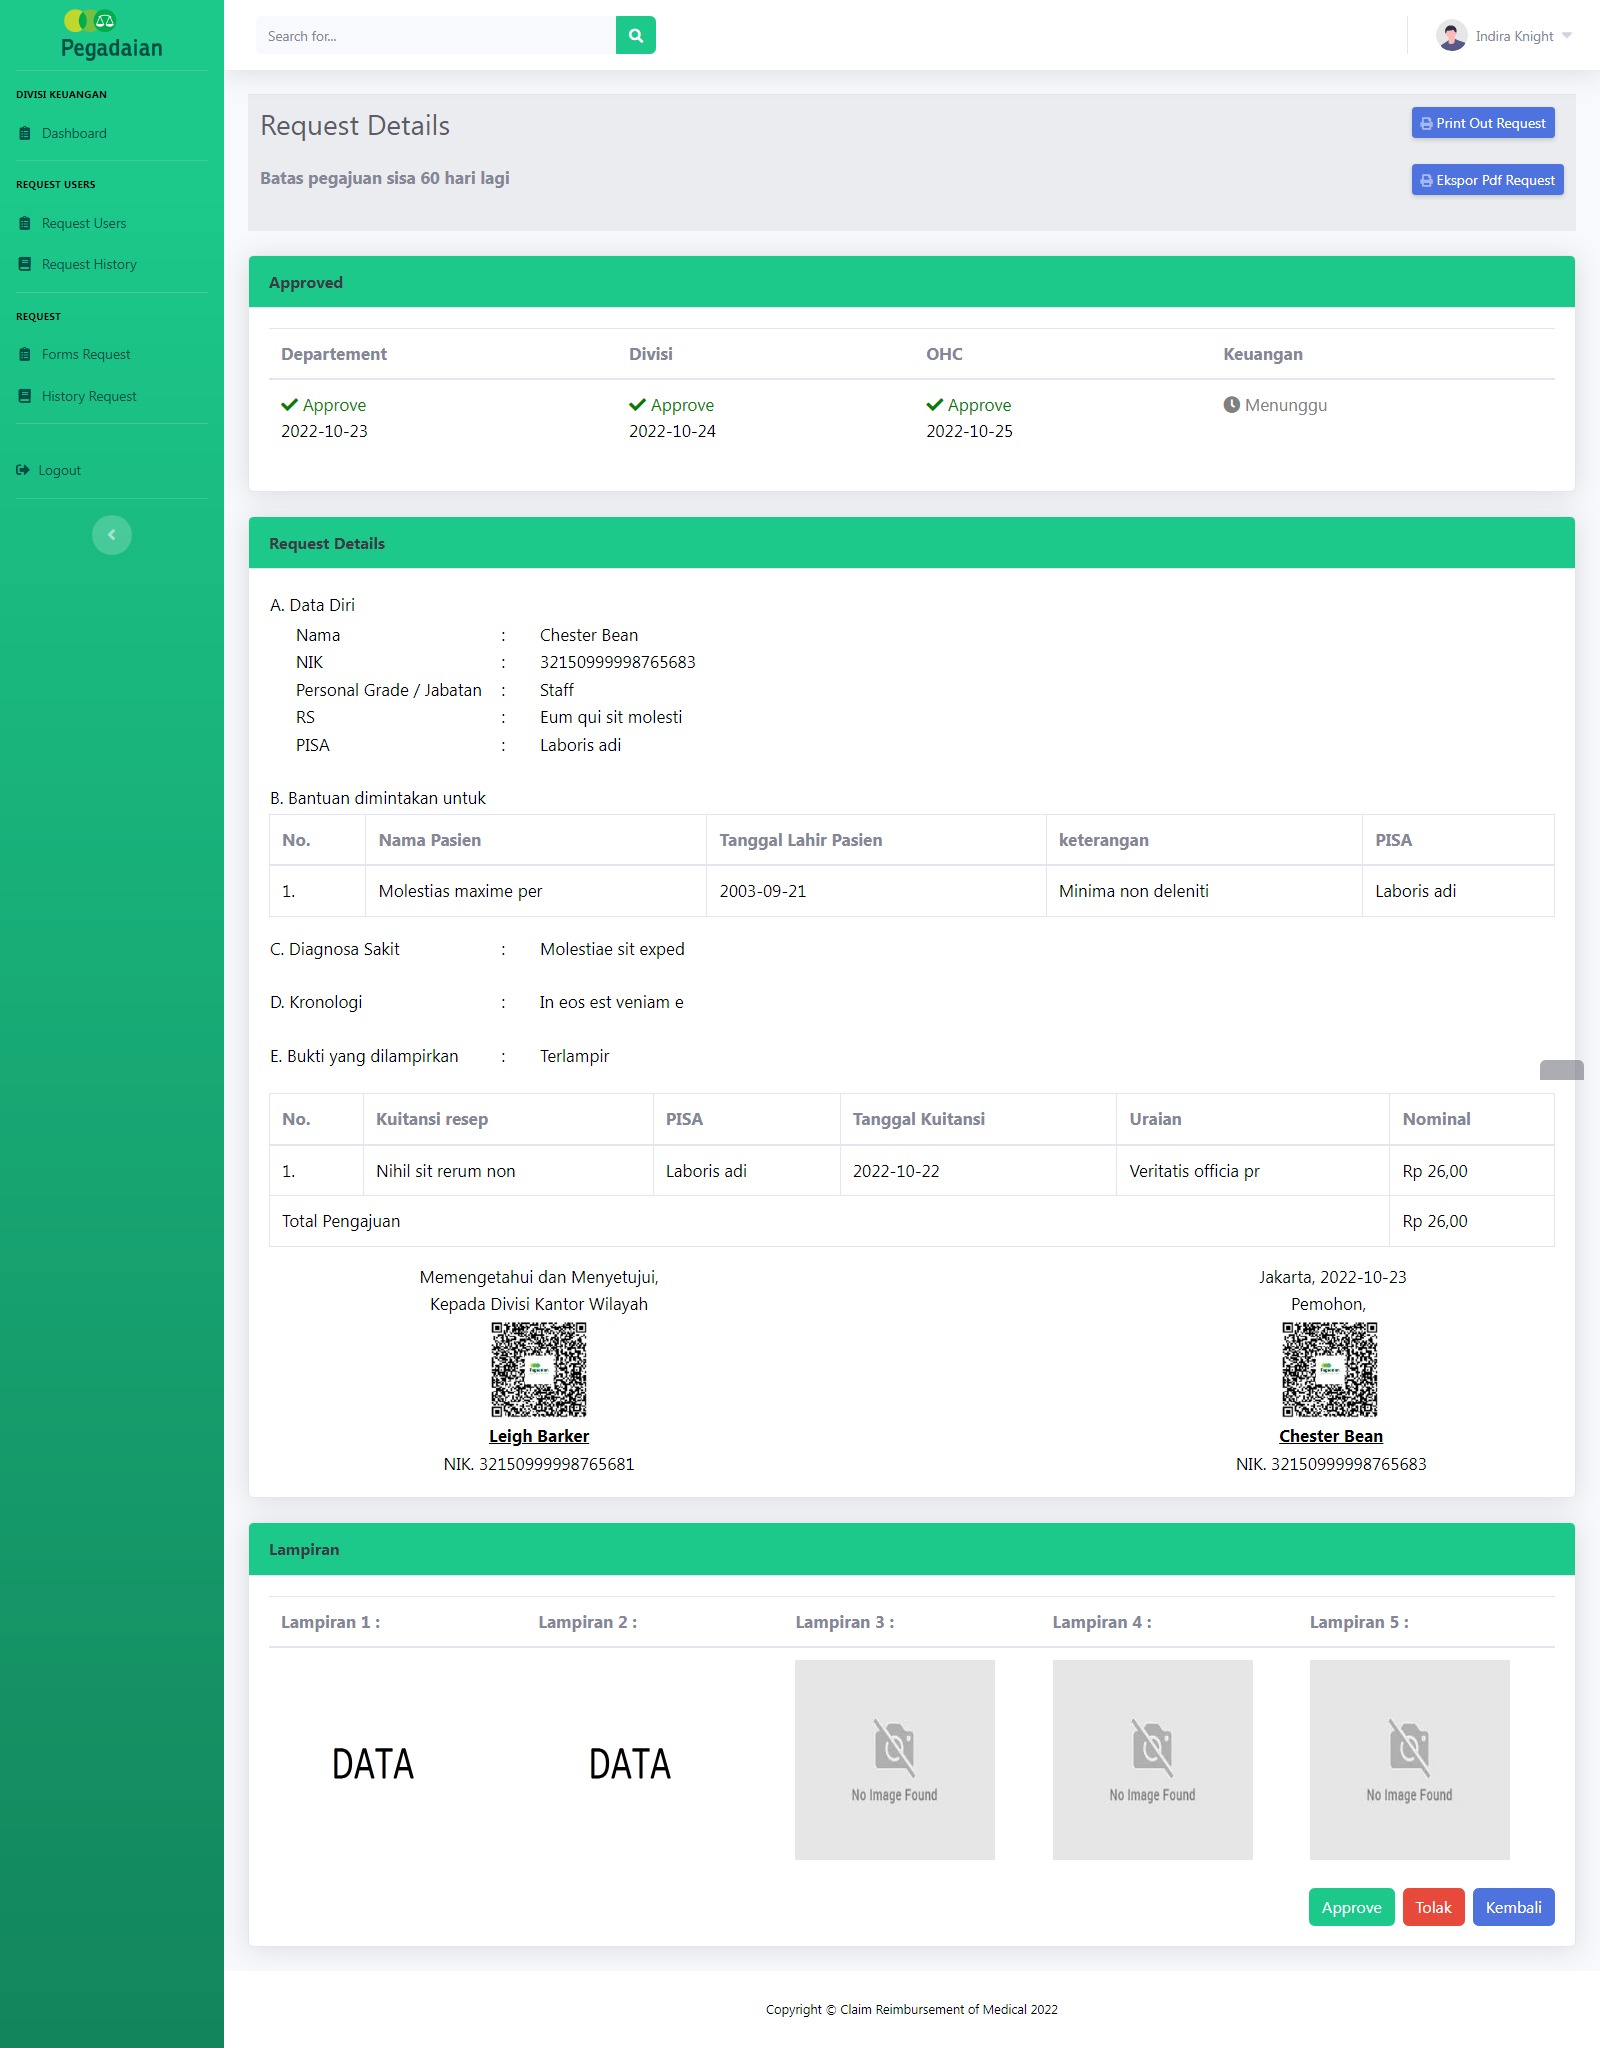 Pegadaian
Search for...
Indira Knight
DIVISI KEUANGAN
Dashboard
REQUEST USERS
Request Users
Request History
REQUEST
Forms Request
History Request
Logout
Request Details
Print Out Request
Batas pegajuan sisa 60 hari lagi
Ekspor Pdf Request
Approved
Departement Divisi OHC Keuangan
Approve Approve Approve Menunggu
2022-10-23 2022-10-24 2022-10-25
Request Details
A. Data Diri
Nama : Chester Bean
NIK : 32150999998765683
Personal Grade / Jabatan : Staff
RS : Eum qui sit molesti
PISA : Laboris adi
B. Bantuan dimintakan untuk
No. Nama Pasien Tanggal Lahir Pasien keterangan PISA
1. Molestias maxime per 2003-09-21 Minima non deleniti Laboris adi
C. Diagnosa Sakit : Molestiae sit exped
D. Kronologi : In eos est veniam e
E. Bukti yang dilampirkan : Terlampir
No. Kuitansi resep PISA Tanggal Kuitansi Uraian Nominal
1. Nihil sit rerum non Laboris adi 2022-10-22 Veritatis officia pr Rp 26,00
Total Pengajuan Rp 26,00
Memengetahui dan Menyetujui,
Kepada Divisi Kantor Wilayah
Pegadaian
Leigh Barker
NIK. 32150999998765681
Jakarta, 2022-10-23
Pemohon,
Pegadaian
Chester Bean
NIK. 32150999998765683
Lampiran
Lampiran 1 : Lampiran 2 : Lampiran 3 : Lampiran 4 : Lampiran 5 :
DATA DATA No Image Found No Image Found No Image Found
Approve Tolak Kembali
Copyright © Claim Reimbursement of Medical 2022